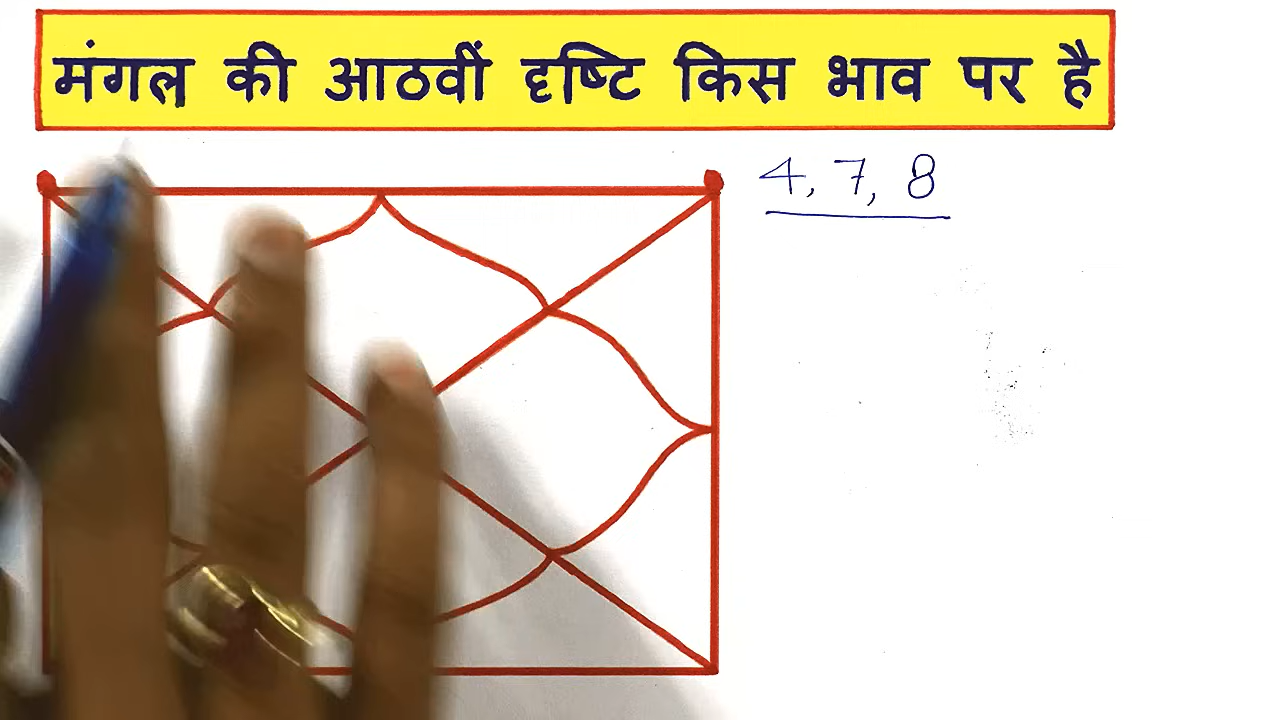 मंगल की आठवीं दृष्टि किस भाव पर है
4, 7, 8